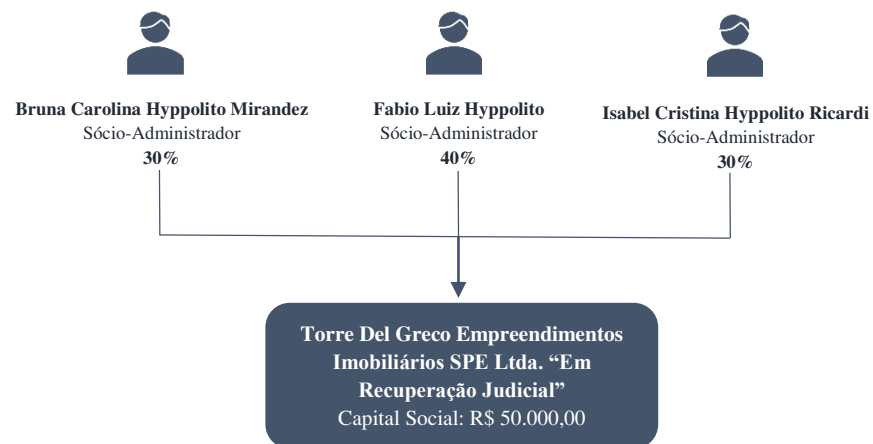 Bruna Carolina Hyppolito Mirandez
Sócio-Administrador
30%
Fabio Luiz Hyppolito
Sócio-Administrador
40%
Isabel Cristina Hyppolito Ricardi
Sócio-Administrador
30%
Torre Del Greco Empreendimentos
Imobiliários SPE Ltda. “Em
Recuperação Judicial”
Capital Social: R$ 50.000,00